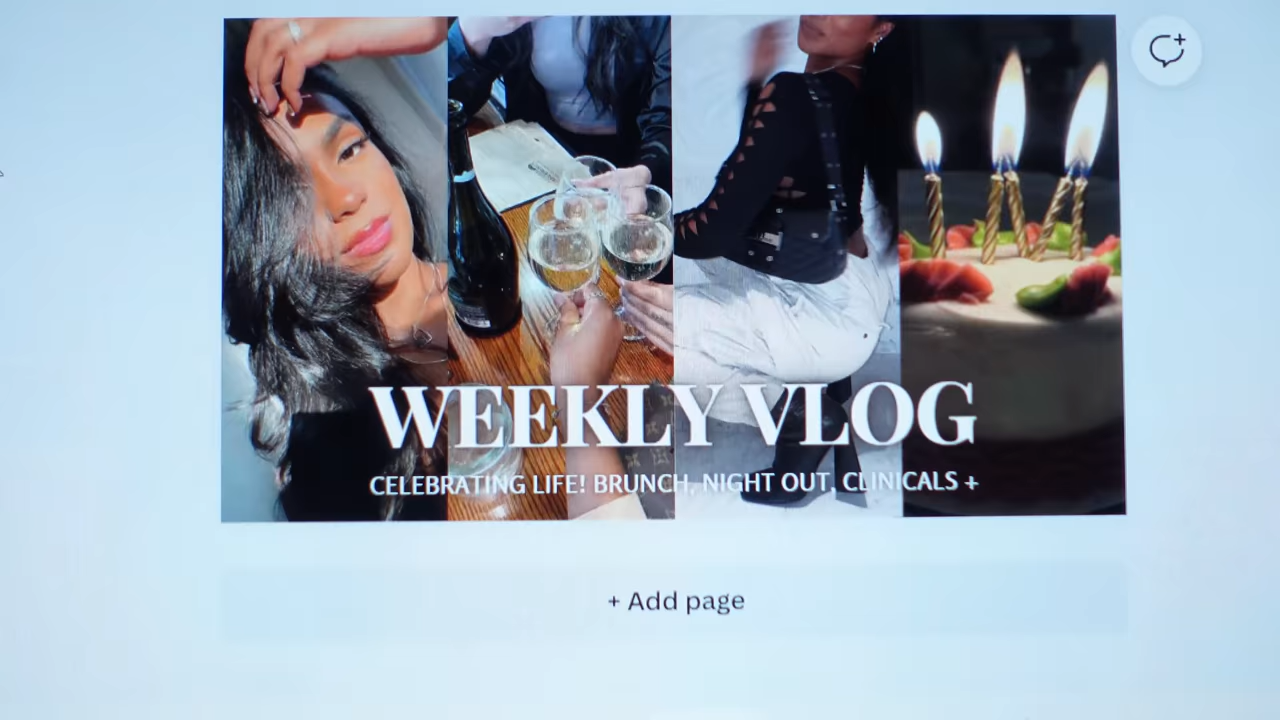 WEEKLY VLOG
CELEBRATING LIFE! BRUNCH, NIGHT OUT, CLINICALS +
+ Add page